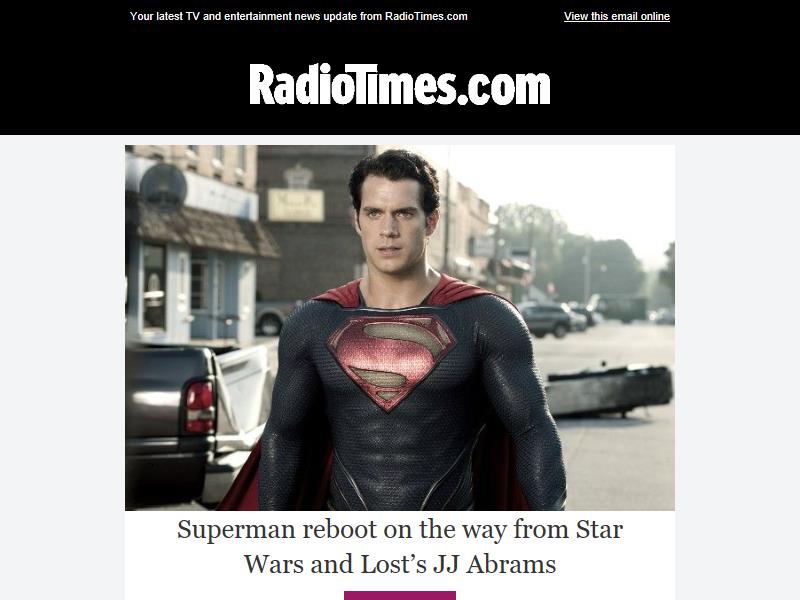 Your latest TV and entertainment news update from RadioTimes.com
View this email online
RadioTimes.com
Superman reboot on the way from Star
Wars and Lost’s JJ Abrams